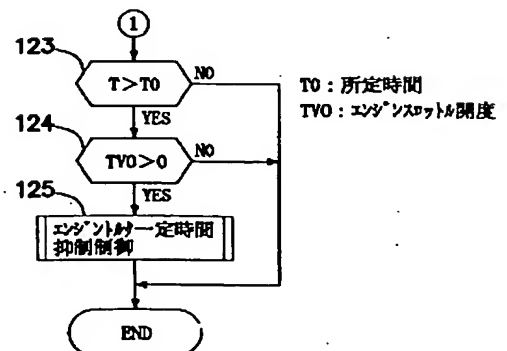 ①
123
T>T0
NO
T0：所定時間
TVO：エンジンスロットル開度
YES
124
TVO>0
NO
YES
125
エンジントルク一定時間
抑制制御
END